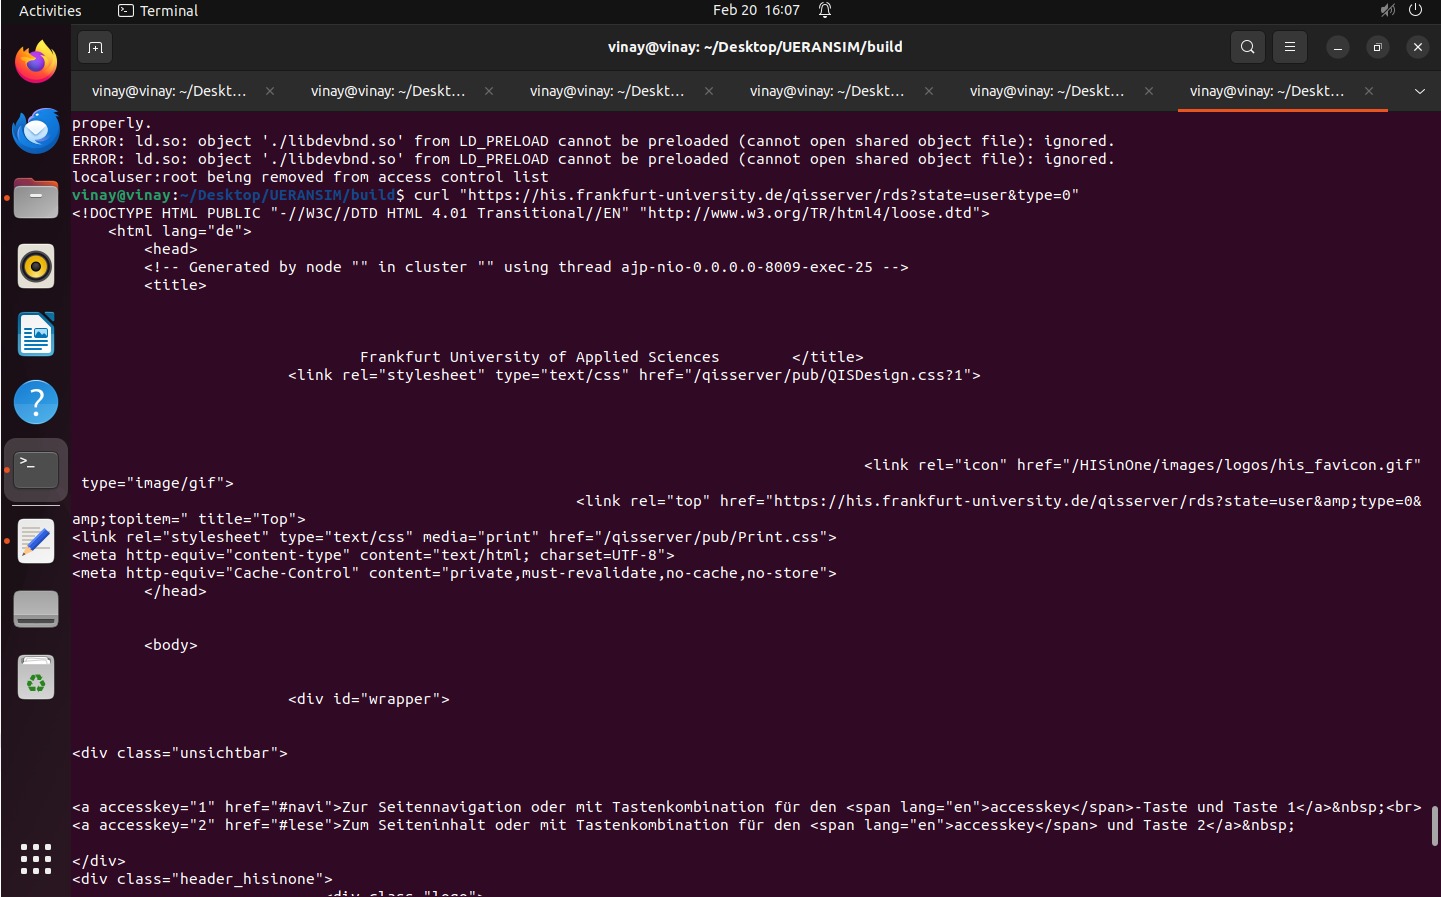 Activities Terminal Feb 20 16:07
vinay@vinay: ~/Desktop/UERANSIM/build
vinay@vinay: ~/Deskt… vinay@vinay: ~/Deskt… vinay@vinay: ~/Deskt… vinay@vinay: ~/Deskt… vinay@vinay: ~/Deskt… vinay@vinay: ~/Deskt…
properly.
ERROR: ld.so: object './libdevbnd.so' from LD_PRELOAD cannot be preloaded (cannot open shared object file): ignored.
ERROR: ld.so: object './libdevbnd.so' from LD_PRELOAD cannot be preloaded (cannot open shared object file): ignored.
localuser:root being removed from access control list
vinay@vinay:~/Desktop/UERANSIM/build$ curl "https://his.frankfurt-university.de/qisserver/rds?state=user&type=0"
<!DOCTYPE HTML PUBLIC "-//W3C//DTD HTML 4.01 Transitional//EN" "http://www.w3.org/TR/html4/loose.dtd">
<html lang="de">
<head>
<!-- Generated by node "" in cluster "" using thread ajp-nio-0.0.0.0-8009-exec-25 -->
<title>
Frankfurt University of Applied Sciences </title>
<link rel="stylesheet" type="text/css" href="/qisserver/pub/QISDesign.css?1">
<link rel="icon" href="/HISinOne/images/logos/his_favicon.gif"
type="image/gif">
<link rel="top" href="https://his.frankfurt-university.de/qisserver/rds?state=user&amp;type=0&
amp;topitem=" title="Top">
<link rel="stylesheet" type="text/css" media="print" href="/qisserver/pub/Print.css">
<meta http-equiv="content-type" content="text/html; charset=UTF-8">
<meta http-equiv="Cache-Control" content="private,must-revalidate,no-cache,no-store">
</head>
<body>
<div id="wrapper">
<div class="unsichtbar">
<a accesskey="1" href="#navi">Zur Seitennavigation oder mit Tastenkombination für den <span lang="en">accesskey</span>-Taste und Taste 1</a>&nbsp;<br>
<a accesskey="2" href="#lese">Zum Seiteninhalt oder mit Tastenkombination für den <span lang="en">accesskey</span> und Taste 2</a>&nbsp;
</div>
<div class="header_hisinone">
<div class="logo">